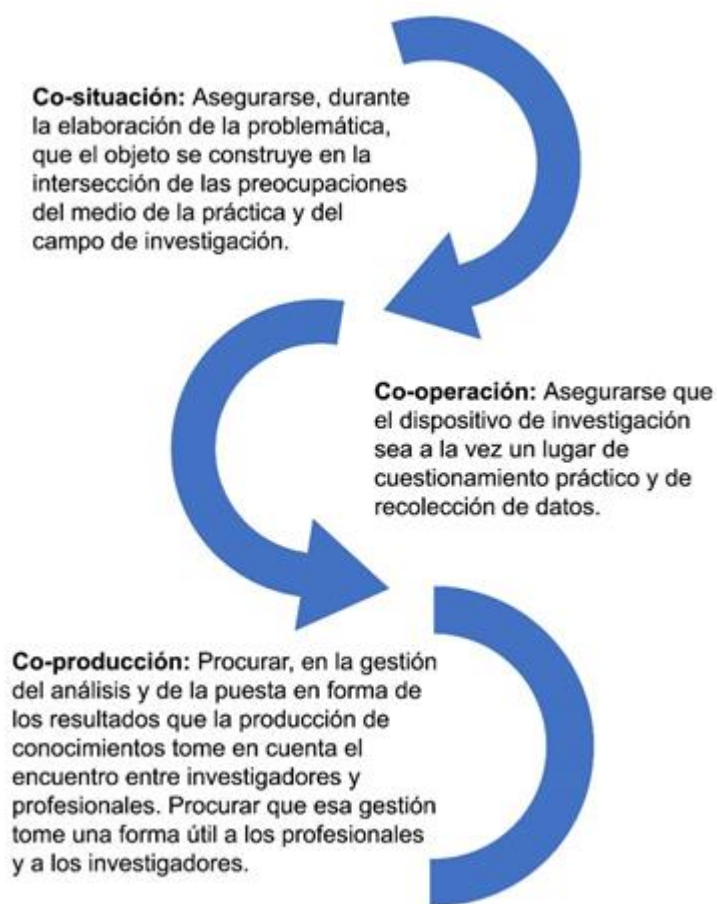 Co-situación: Asegurarse, durante
la elaboración de la problemática,
que el objeto se construye en la
intersección de las preocupaciones
del medio de la práctica y del
campo de investigación.
Co-operación: Asegurarse que
el dispositivo de investigación
sea a la vez un lugar de
cuestionamiento práctico y de
recolección de datos.
Co-producción: Procurar, en la gestión
del análisis y de la puesta en forma de
los resultados que la producción de
conocimientos tome en cuenta el
encuentro entre investigadores y
profesionales. Procurar que esa gestión
tome una forma útil a los profesionales
y a los investigadores.